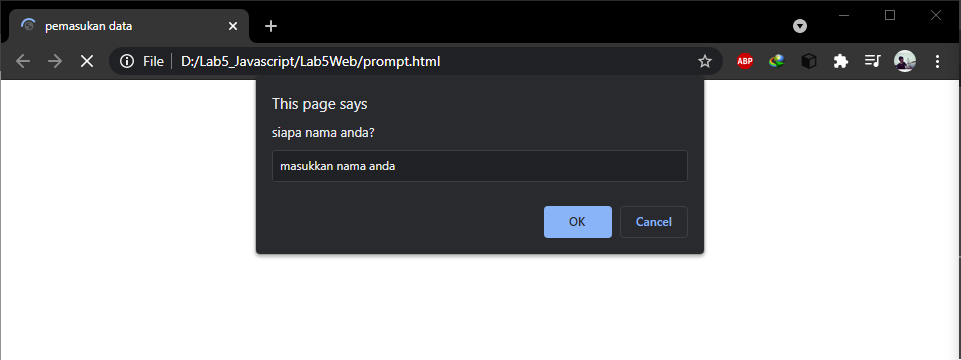 pemasukan data
File
D:/Lab5_Javascript/Lab5Web/prompt.html
ABP
This page says
siapa nama anda?
masukkan nama anda
OK
Cancel